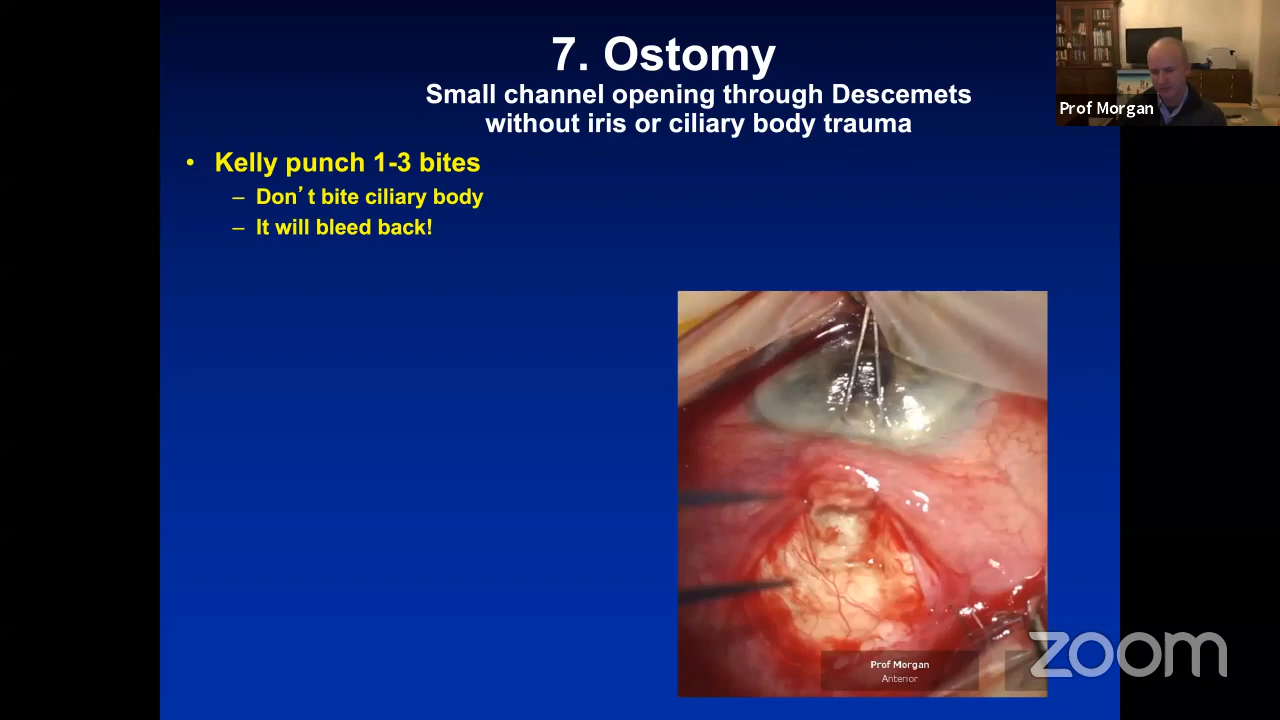 7. Ostomy
Small channel opening through Descemets
without iris or ciliary body trauma
• Kelly punch 1-3 bites
– Don’t bite ciliary body
– It will bleed back!
Prof Morgan
Prof Morgan
Anterior
zoom